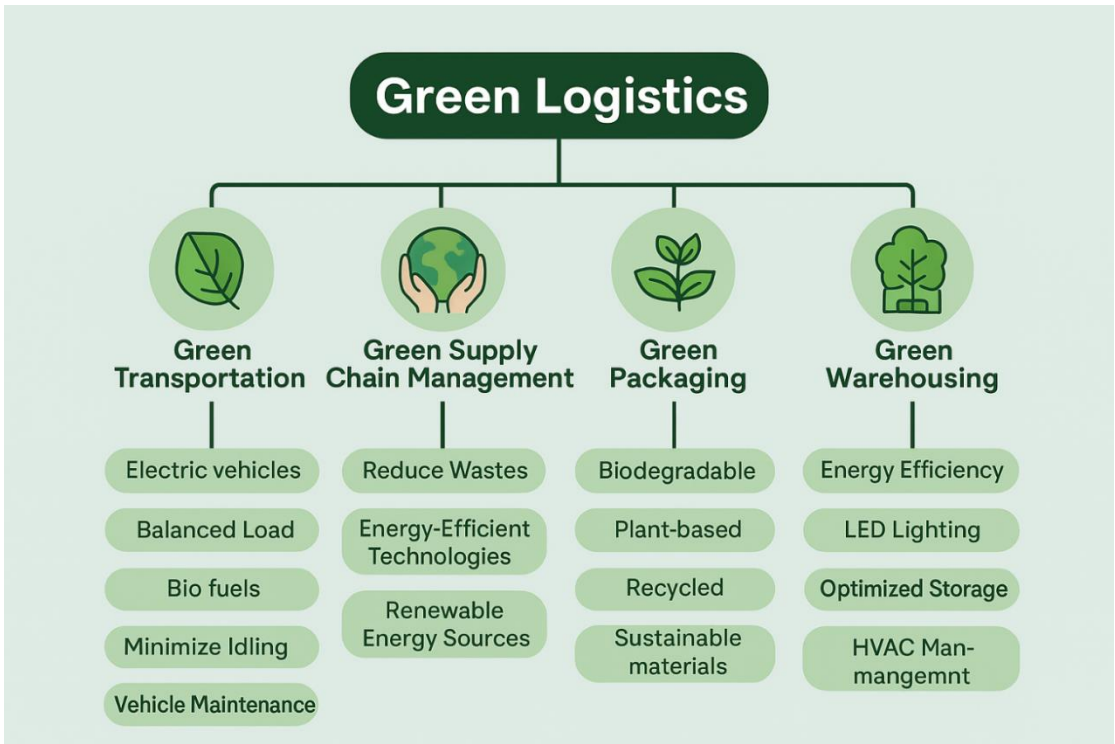 Green Logistics
Green
Transportation
Electric vehicles
Balanced Load
Bio fuels
Minimize Idling
Vehicle Maintenance
Green Supply
Chain Management
Reduce Wastes
Energy-Efficient
Technologies
Renewable
Energy Sources
Green
Packaging
Biodegradable
Plant-based
Recycled
Sustainable
materials
Green
Warehousing
Energy Efficiency
LED Lighting
Optimized Storage
HVAC Man-
mangemnt